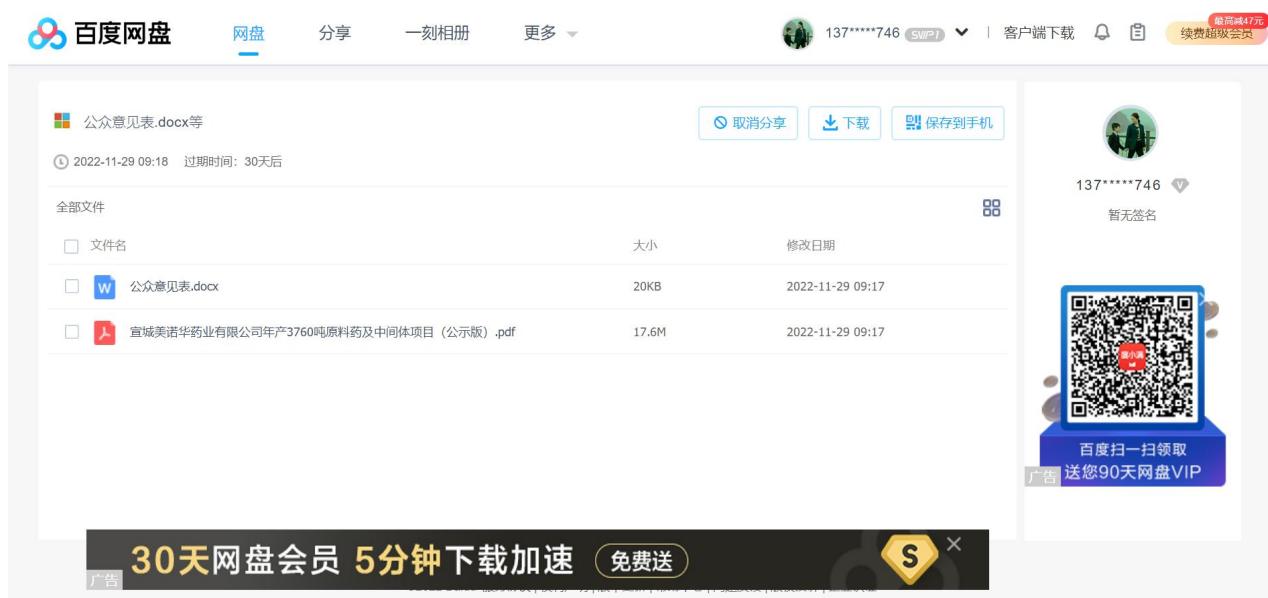 百度网盘 网盘 分享 一刻相册 更多 137*****746 SVIP1 客户端下载 续费超级会员 最高减47元
公众意见表.docx等 取消分享 下载 保存到手机
2022-11-29 09:18 过期时间：30天后
137*****746
暂无签名
全部文件
文件名 大小 修改日期
公众意见表.docx 20KB 2022-11-29 09:17
宣城美诺华药业有限公司年产3760吨原料药及中间体项目（公示版）.pdf 17.6M 2022-11-29 09:17
度小满
百度扫一扫领取
送您90天网盘VIP
广告
30天网盘会员 5分钟下载加速 免费送
广告